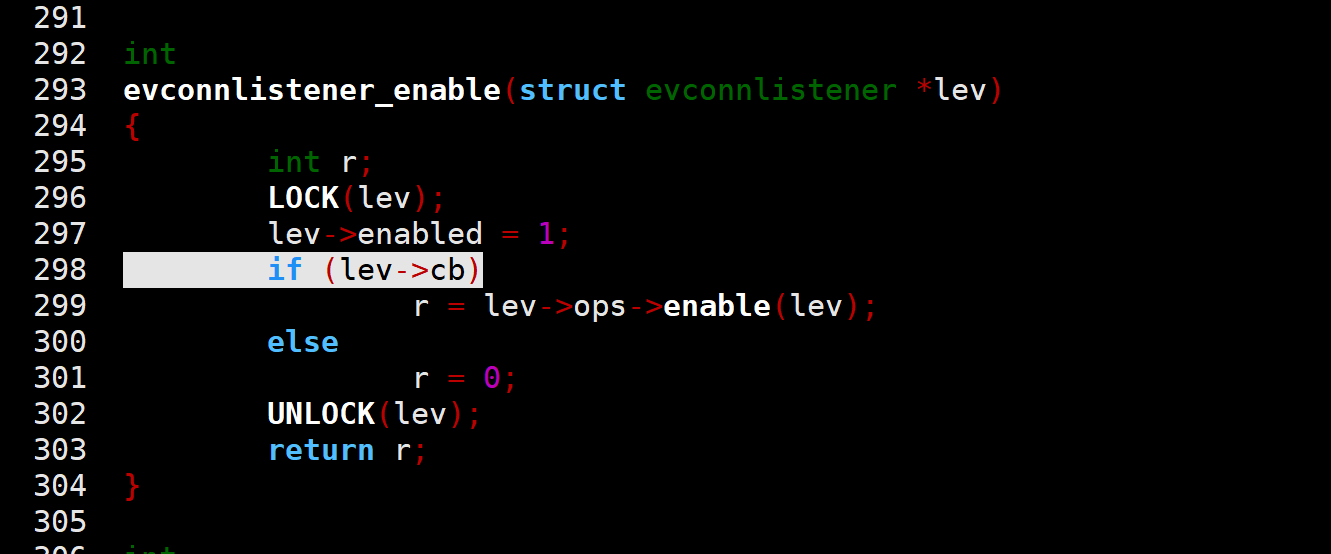 291
292 int
293 evconnlistener_enable(struct evconnlistener *lev)
294 {
295         int r;
296         LOCK(lev);
297         lev->enabled = 1;
298         if (lev->cb)
299                 r = lev->ops->enable(lev);
300         else
301                 r = 0;
302         UNLOCK(lev);
303         return r;
304 }
305
306 int